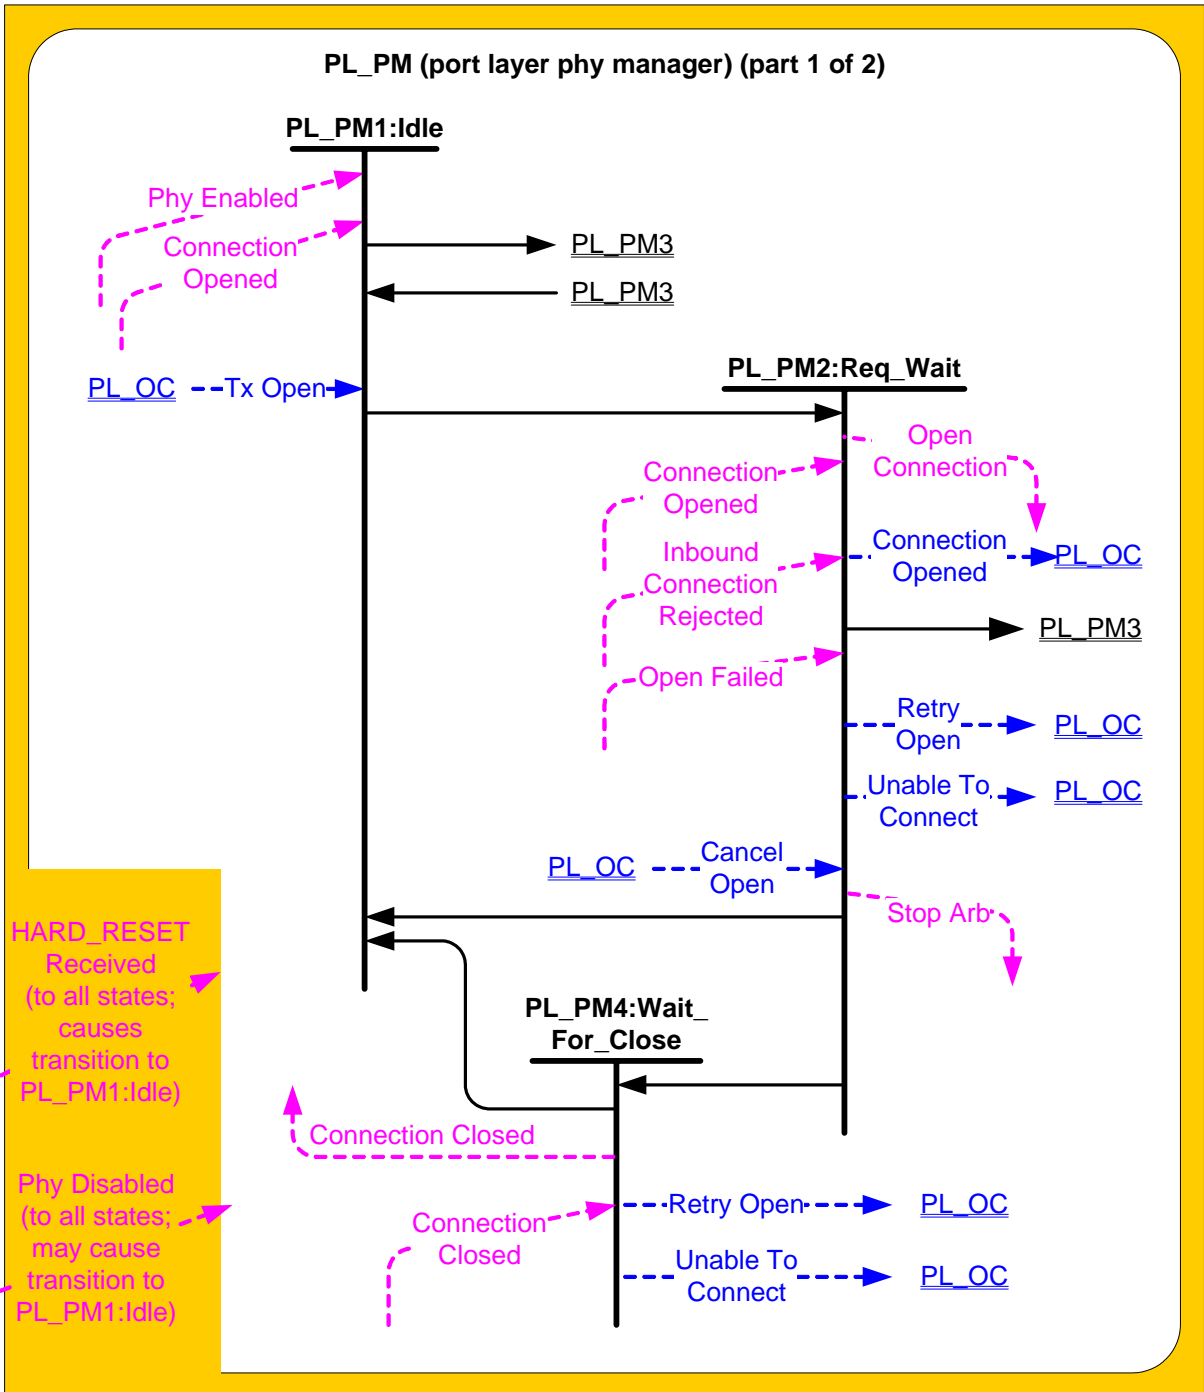 PL_PM (port layer phy manager) (part 1 of 2)
PL_PM1:Idle
Phy Enabled
Connection
Opened
PL_PM3
PL_PM3
PL_OC
Tx Open
PL_PM2:Req_Wait
Open
Connection
Connection
Opened
Inbound
Connection
Rejected
Connection
Opened
PL_OC
PL_PM3
Open Failed
Retry
Open
PL_OC
Unable To
Connect
PL_OC
PL_OC
Cancel
Open
Stop Arb
HARD_RESET
Received
(to all states;
causes
transition to
PL_PM1:Idle)
PL_PM4:Wait_
For_Close
Connection Closed
Phy Disabled
(to all states;
may cause
transition to
PL_PM1:Idle)
Connection
Closed
Retry Open
PL_OC
Unable To
Connect
PL_OC